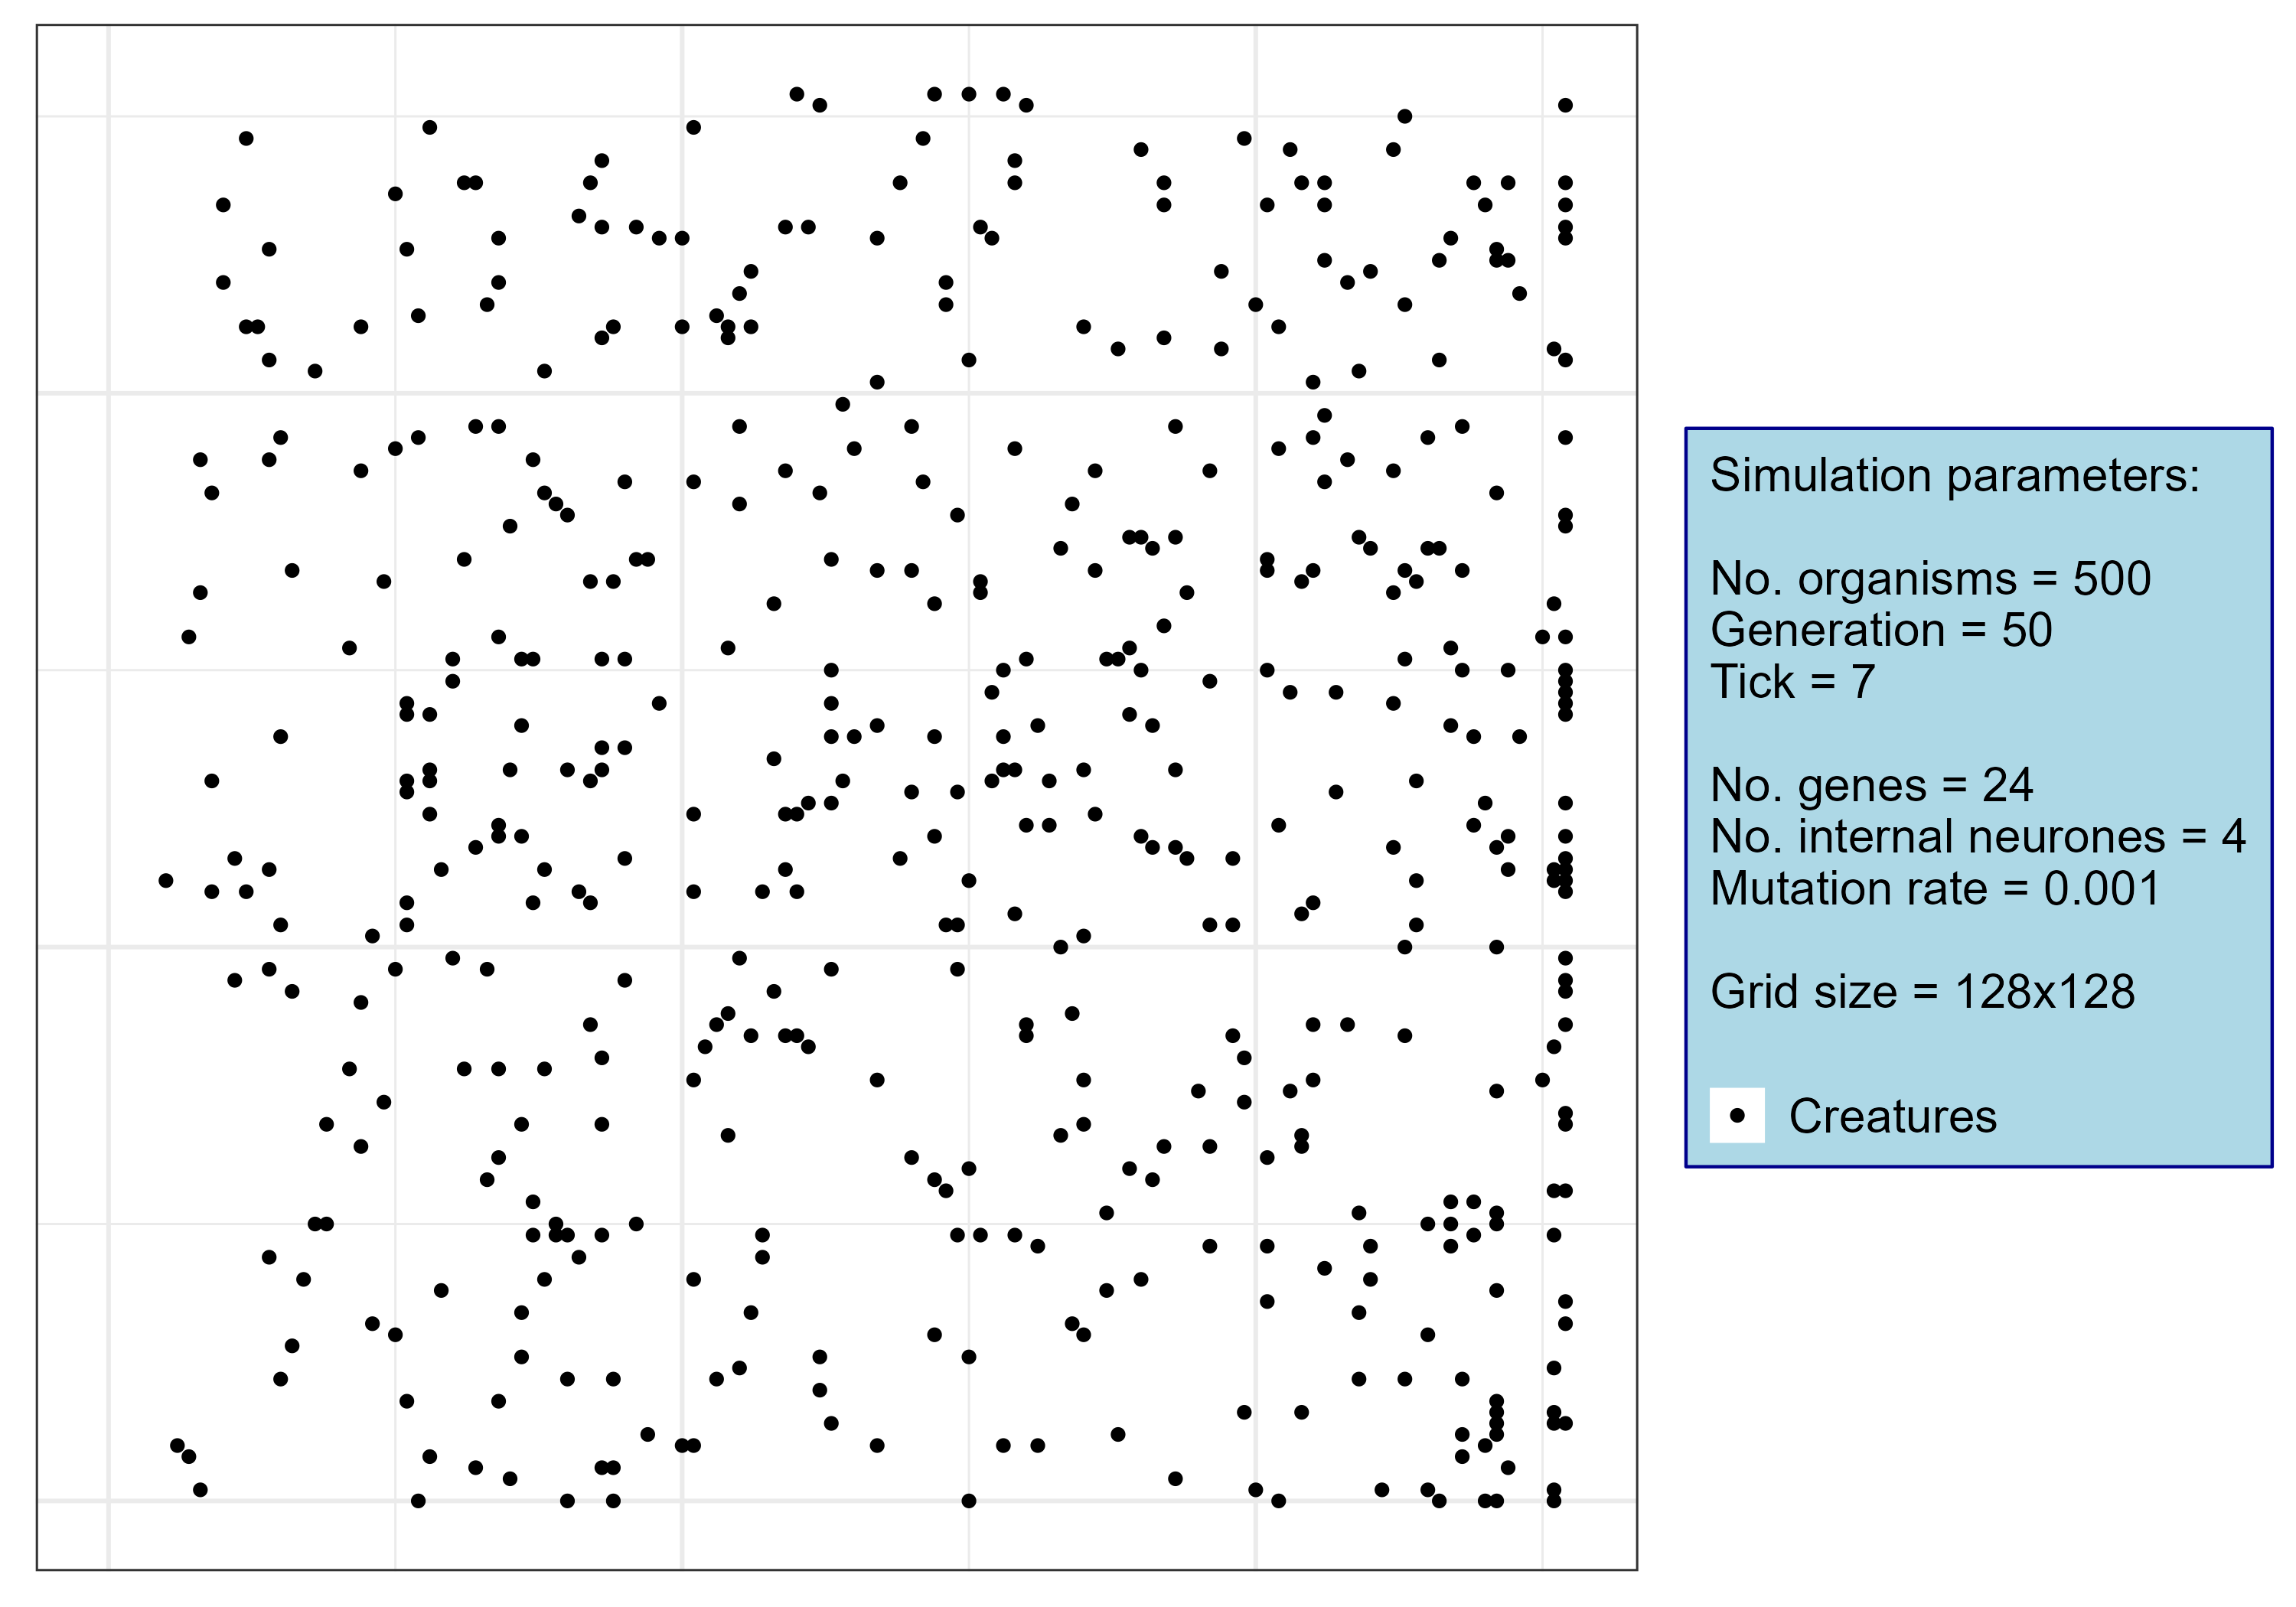 Simulation parameters:
No. organisms = 500
Generation = 50
Tick = 7
No. genes = 24
No. internal neurones = 4
Mutation rate = 0.001
Grid size = 128x128
Creatures